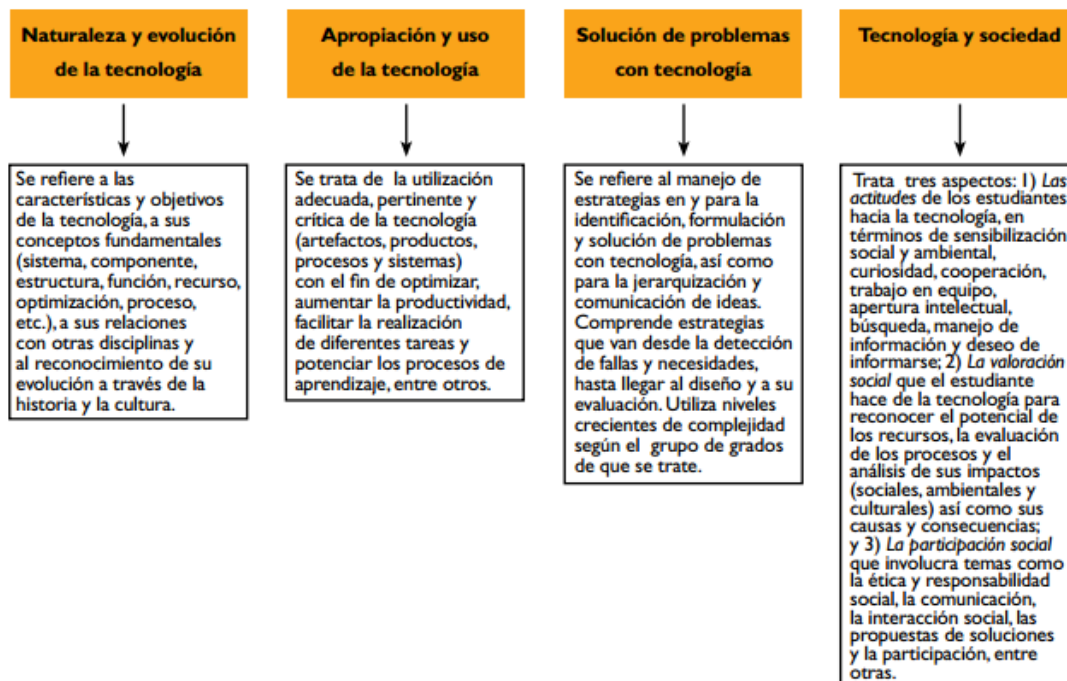 Naturaleza y evolución
de la tecnología
Se refiere a las
características y objetivos
de la tecnología, a sus
conceptos fundamentales
(sistema, componente,
estructura, función, recurso,
optimización, proceso,
etc.), a sus relaciones
con otras disciplinas y
al reconocimiento de su
evolución a través de la
historia y la cultura.
Apropiación y uso
de la tecnología
Se trata de la utilización
adecuada, pertinente y
crítica de la tecnología
(artefactos, productos,
procesos y sistemas)
con el fin de optimizar,
aumentar la productividad,
facilitar la realización
de diferentes tareas y
potenciar los procesos de
aprendizaje, entre otros.
Solución de problemas
con tecnología
Se refiere al manejo de
estrategias en y para la
identificación, formulación
y solución de problemas
con tecnología, así como
para la jerarquización y
comunicación de ideas.
Comprende estrategias
que van desde la detección
de fallas y necesidades,
hasta llegar al diseño y a su
evaluación. Utiliza niveles
crecientes de complejidad
según el grupo de grados
de que se trate.
Tecnología y sociedad
Trata tres aspectos: 1) Las
actitudes de los estudiantes
hacia la tecnología, en
términos de sensibilización
social y ambiental,
curiosidad, cooperación,
trabajo en equipo,
apertura intelectual,
búsqueda, manejo de
información y deseo de
informarse; 2) La valoración
social que el estudiante
hace de la tecnología para
reconocer el potencial de
los recursos, la evaluación
de los procesos y el
análisis de sus impactos
(sociales, ambientales y
culturales) así como sus
causas y consecuencias;
y 3) La participación social
que involucra temas como
la ética y responsabilidad
social, la comunicación,
la interacción social, las
propuestas de soluciones
y la participación, entre
otras.